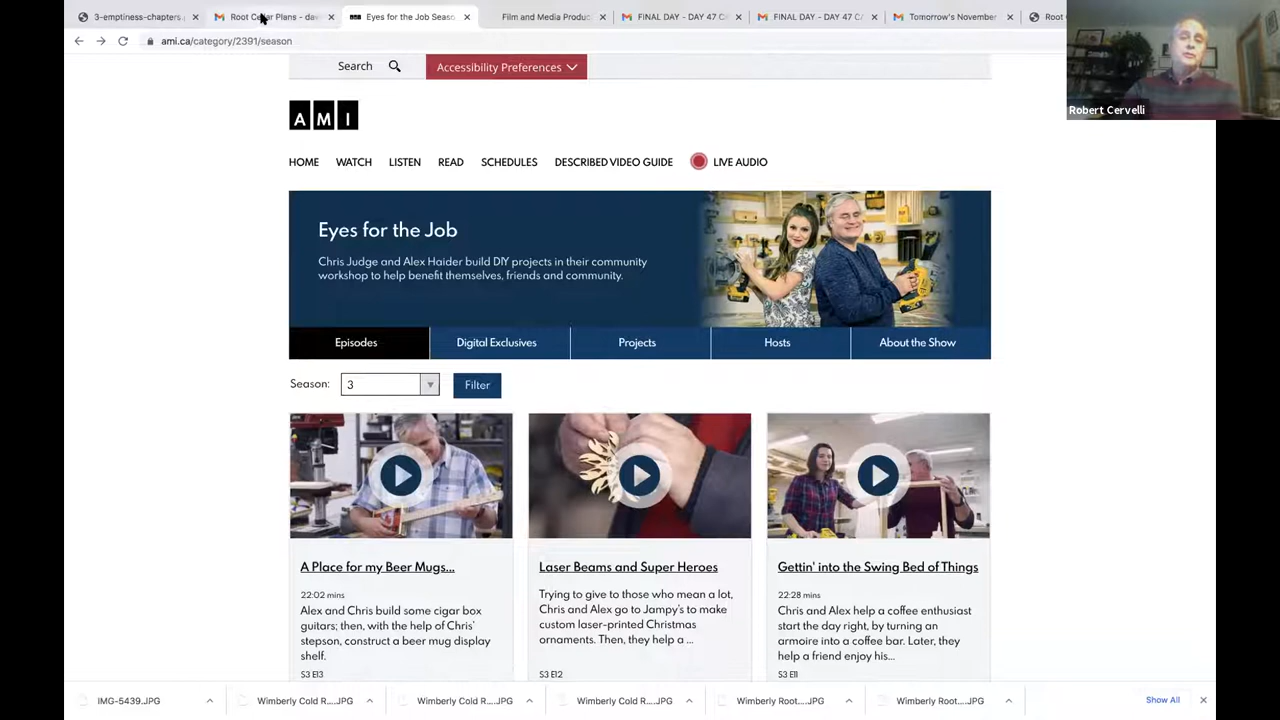 3-emptiness-chapters.p
Root Cellar Plans - dav
Eyes for the Job Seaso
Film and Media Produc
FINAL DAY - DAY 47 CA
FINAL DAY - DAY 47 CA
Tomorrow's November
Root
ami.ca/category/2391/season
Robert Cervelli
Search
Accessibility Preferences
AMI
HOME WATCH LISTEN READ SCHEDULES DESCRIBED VIDEO GUIDE LIVE AUDIO
Eyes for the Job
Chris Judge and Alex Haider build DIY projects in their community
workshop to help benefit themselves, friends and community.
Episodes Digital Exclusives Projects Hosts About the Show
Season: 3 Filter
A Place for my Beer Mugs...
22:02 mins
Alex and Chris build some cigar box
guitars; then, with the help of Chris'
stepson, construct a beer mug display
shelf.
S3 E13
Laser Beams and Super Heroes
Trying to give to those who mean a lot,
Chris and Alex go to Jampy's to make
custom laser-printed Christmas
ornaments. Then, they help a ...
S3 E12
Gettin' into the Swing Bed of Things
22:28 mins
Chris and Alex help a coffee enthusiast
start the day right, by turning an
armoire into a coffee bar. Later, they
help a friend enjoy his...
S3 E11
IMG-5439.JPG
Wimberly Cold R....JPG
Wimberly Cold R....JPG
Wimberly Cold R....JPG
Wimberly Root....JPG
Wimberly Root....JPG
Show All